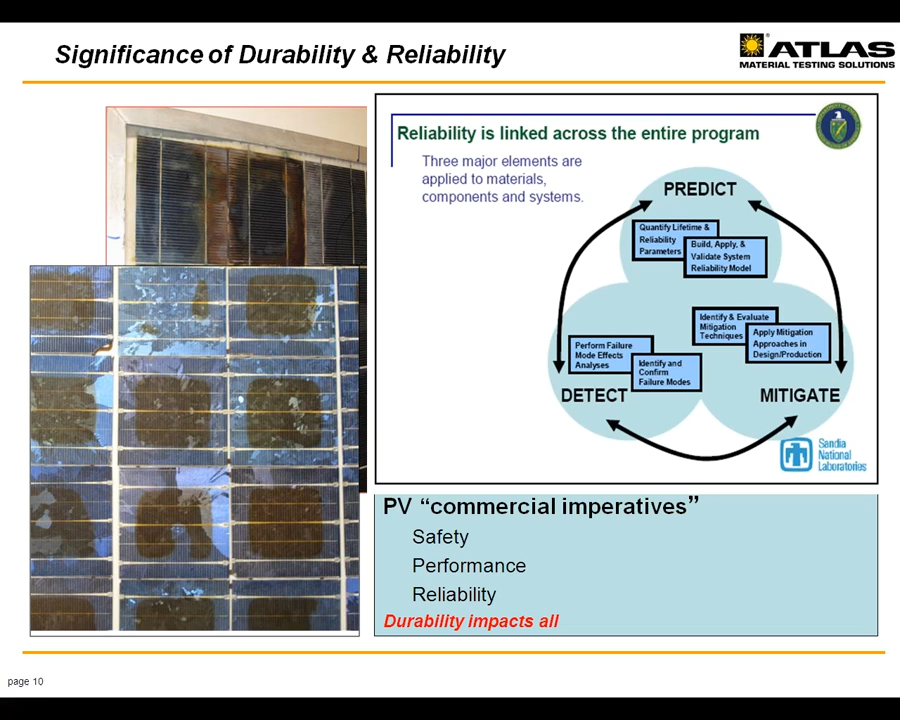 Significance of Durability & Reliability
ATLAS
MATERIAL TESTING SOLUTIONS
Reliability is linked across the entire program
Three major elements are
applied to materials,
components and systems.
PREDICT
Quantify Lifetime &
Reliability
Parameters
Build, Apply, &
Validate System
Reliability Model
Identify & Evaluate
Mitigation
Techniques
Apply Mitigation
Approaches in
Design/Production
Perform Failure
Mode Effects
Analyses
Identify and
Confirm
Failure Modes
DETECT
MITIGATE
Sandia
National
Laboratories
PV “commercial imperatives”
Safety
Performance
Reliability
Durability impacts all
page 10